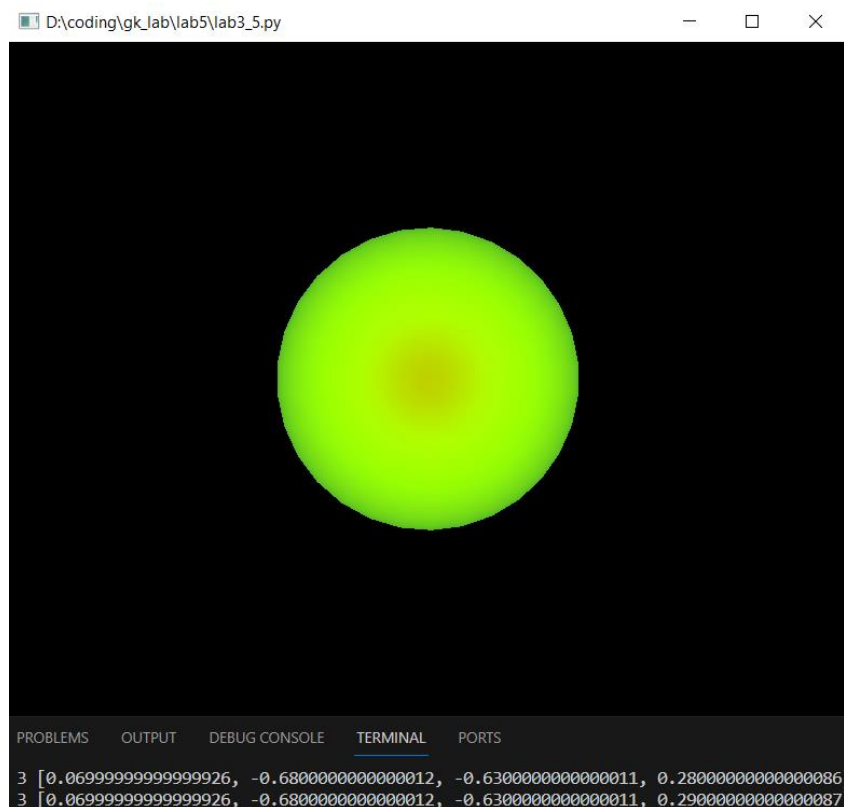 D:\coding\gk_lab\lab5\lab3_5.py
PROBLEMS OUTPUT DEBUG CONSOLE TERMINAL PORTS
3 [0.06999999999999926, -0.6800000000000012, -0.6300000000000011, 0.28000000000000086
3 [0.06999999999999926, -0.6800000000000012, -0.6300000000000011, 0.29000000000000087